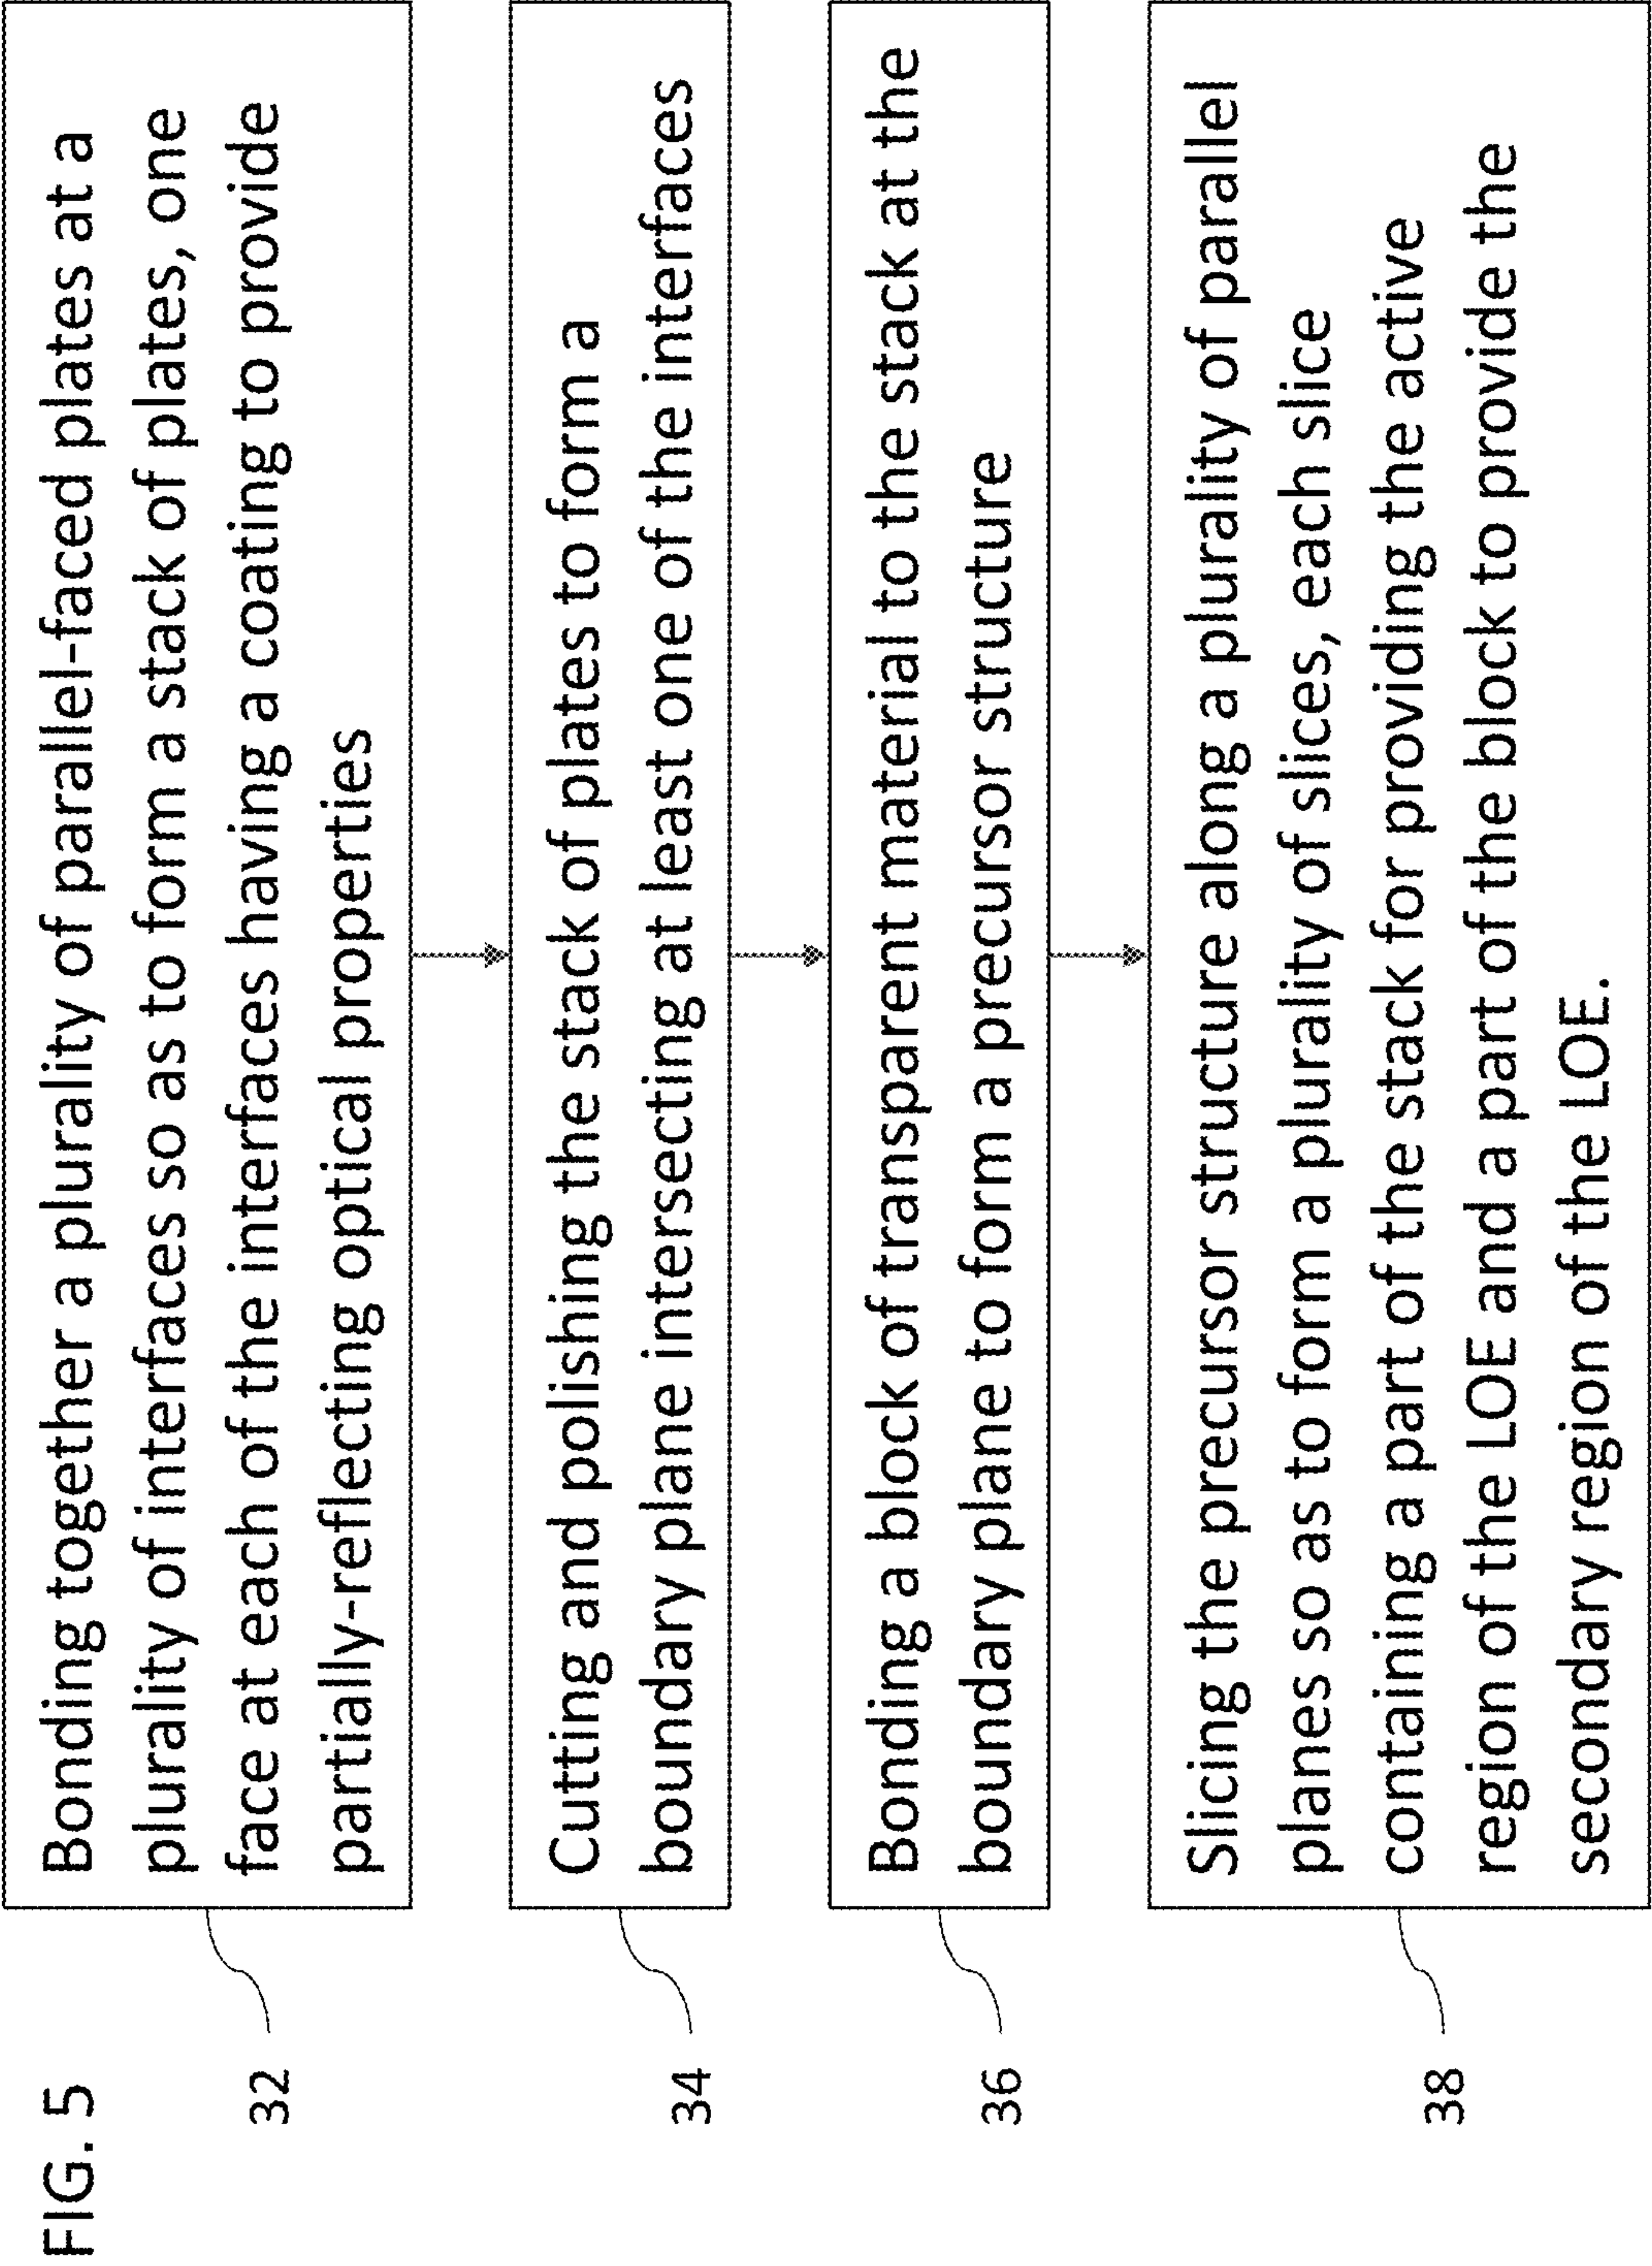 FIG. 5
32
Bonding together a plurality of parallel-faced plates at a
plurality of interfaces so as to form a stack of plates, one
face at each of the interfaces having a coating to provide
partially-reflecting optical properties
34
Cutting and polishing the stack of plates to form a
boundary plane intersecting at least one of the interfaces
36
Bonding a block of transparent material to the stack at the
boundary plane to form a precursor structure
38
Slicing the precursor structure along a plurality of parallel
planes so as to form a plurality of slices, each slice
containing a part of the stack for providing the active
region of the LOE and a part of the block to provide the
secondary region of the LOE.